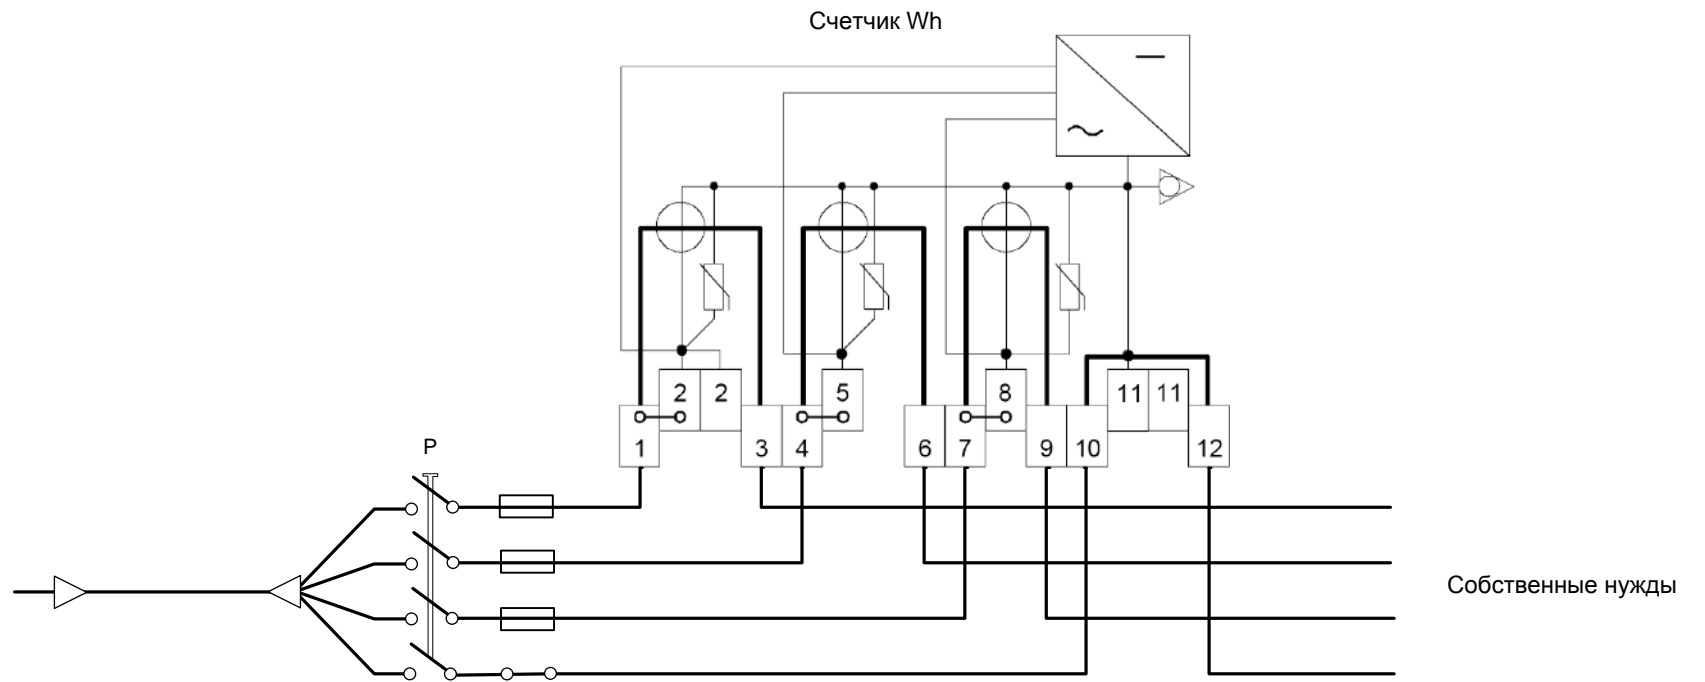 Счетчик Wh
2 2 5 8 11 11
1 3 4 6 7 9 10 12
P
Собственные нужды